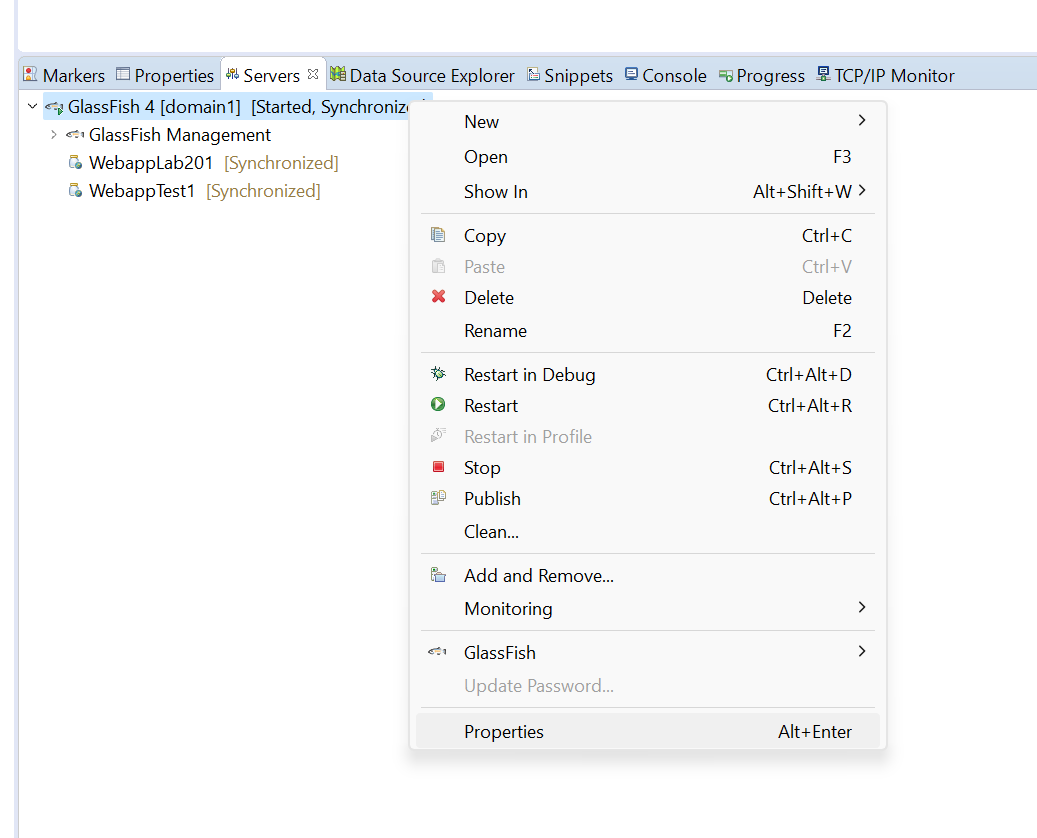 Markers Properties Servers Data Source Explorer Snippets Console Progress TCP/IP Monitor
GlassFish 4 [domain1] [Started, Synchronize
GlassFish Management
WebappLab201 [Synchronized]
WebappTest1 [Synchronized]
New
Open F3
Show In Alt+Shift+W
Copy Ctrl+C
Paste Ctrl+V
Delete Delete
Rename F2
Restart in Debug Ctrl+Alt+D
Restart Ctrl+Alt+R
Restart in Profile
Stop Ctrl+Alt+S
Publish Ctrl+Alt+P
Clean...
Add and Remove...
Monitoring
GlassFish
Update Password...
Properties Alt+Enter